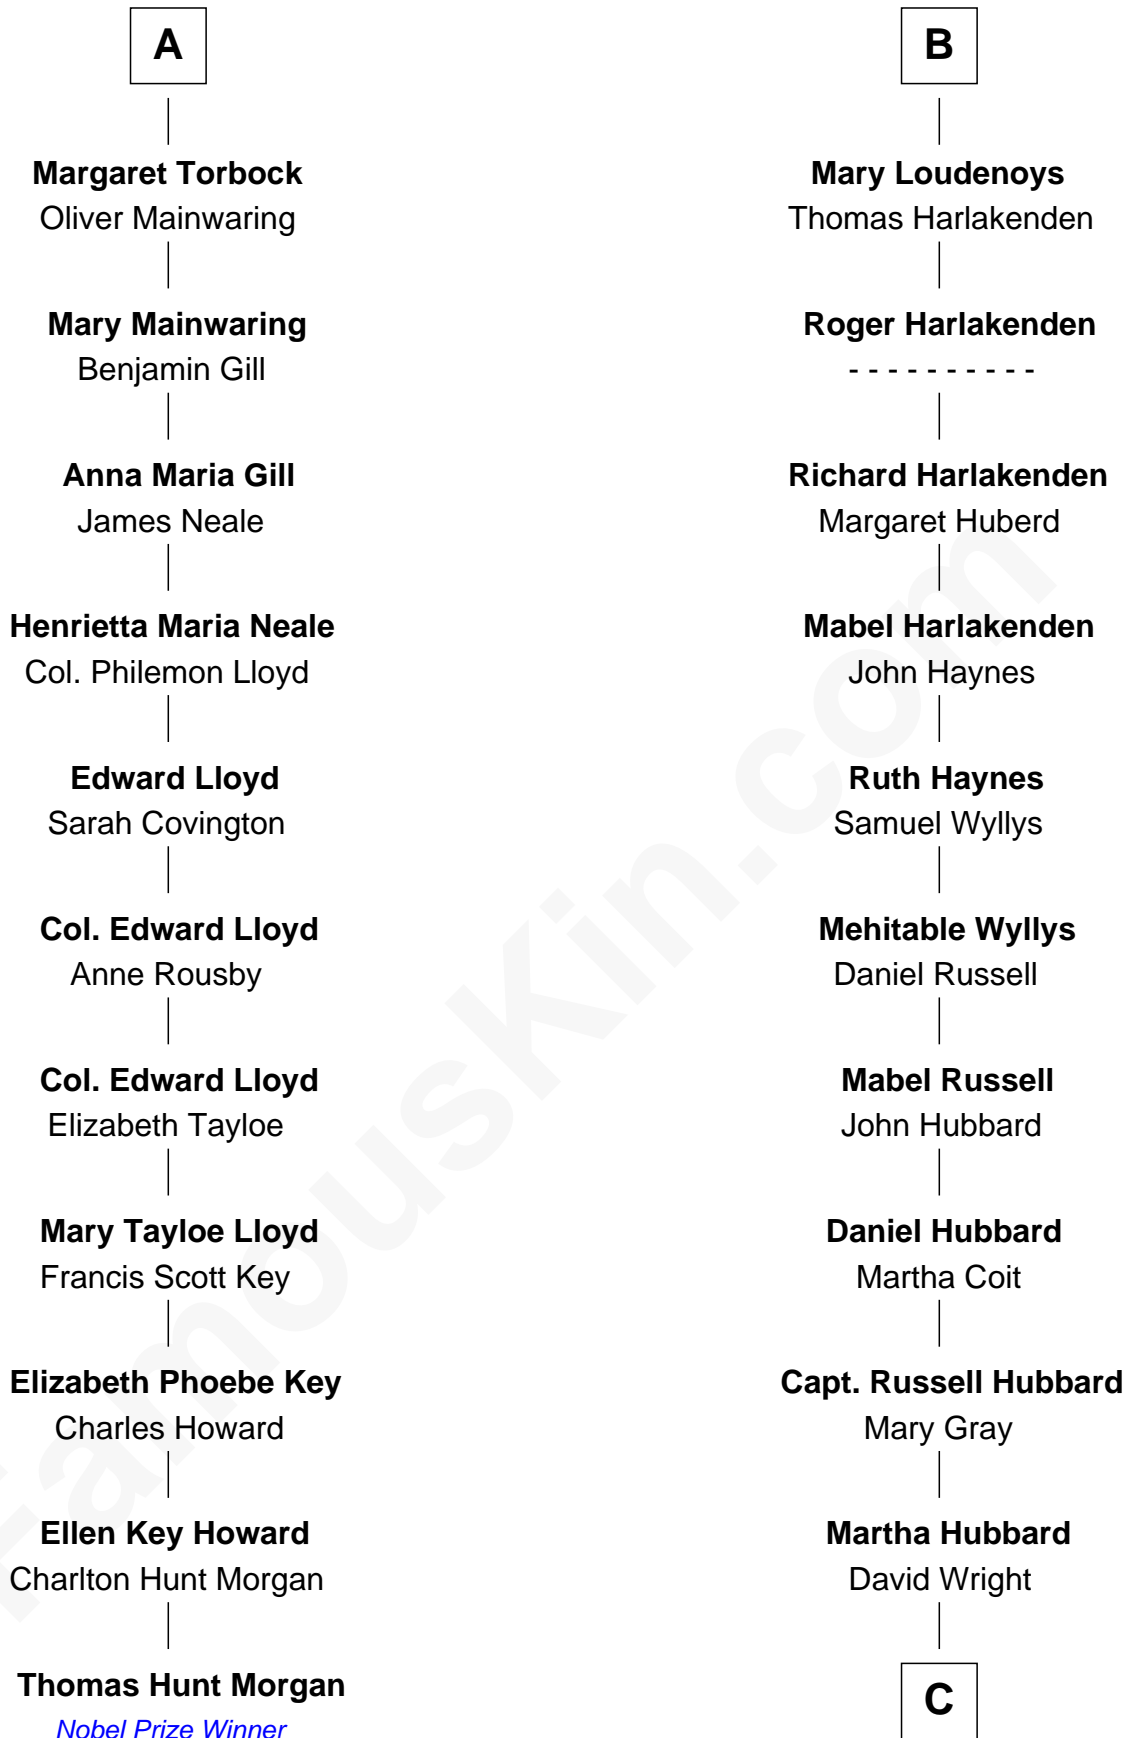 A
Margaret Torbock
Oliver Mainwaring
Mary Mainwaring
Benjamin Gill
Anna Maria Gill
James Neale
Henrietta Maria Neale
Col. Philemon Lloyd
Edward Lloyd
Sarah Covington
Col. Edward Lloyd
Anne Rousby
Col. Edward Lloyd
Elizabeth Tayloe
Mary Tayloe Lloyd
Francis Scott Key
Elizabeth Phoebe Key
Charles Howard
Ellen Key Howard
Charlton Hunt Morgan
Thomas Hunt Morgan
Nobel Prize Winner
B
Mary Loudenoys
Thomas Harlakenden
Roger Harlakenden
- - - - - - - - - -
Richard Harlakenden
Margaret Huberd
Mabel Harlakenden
John Haynes
Ruth Haynes
Samuel Wyllys
Mehitable Wyllys
Daniel Russell
Mabel Russell
John Hubbard
Daniel Hubbard
Martha Coit
Capt. Russell Hubbard
Mary Gray
Martha Hubbard
David Wright
C
FamousKin.com